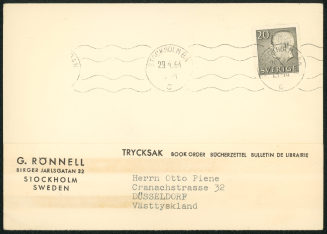 20
STOCKHOLM
29.4.64
SVERIGE
TRYCKSAK BOOK ORDER BÜCHERZETTEL BULLETIN DE LIBRAIRIE
G. RÖNNELL
BIRGER JARLSGATAN 32
STOCKHOLM
SWEDEN
Herrn Otto Piene
Cranachstrasse 32
DÜSSELDORF
Västtyskland